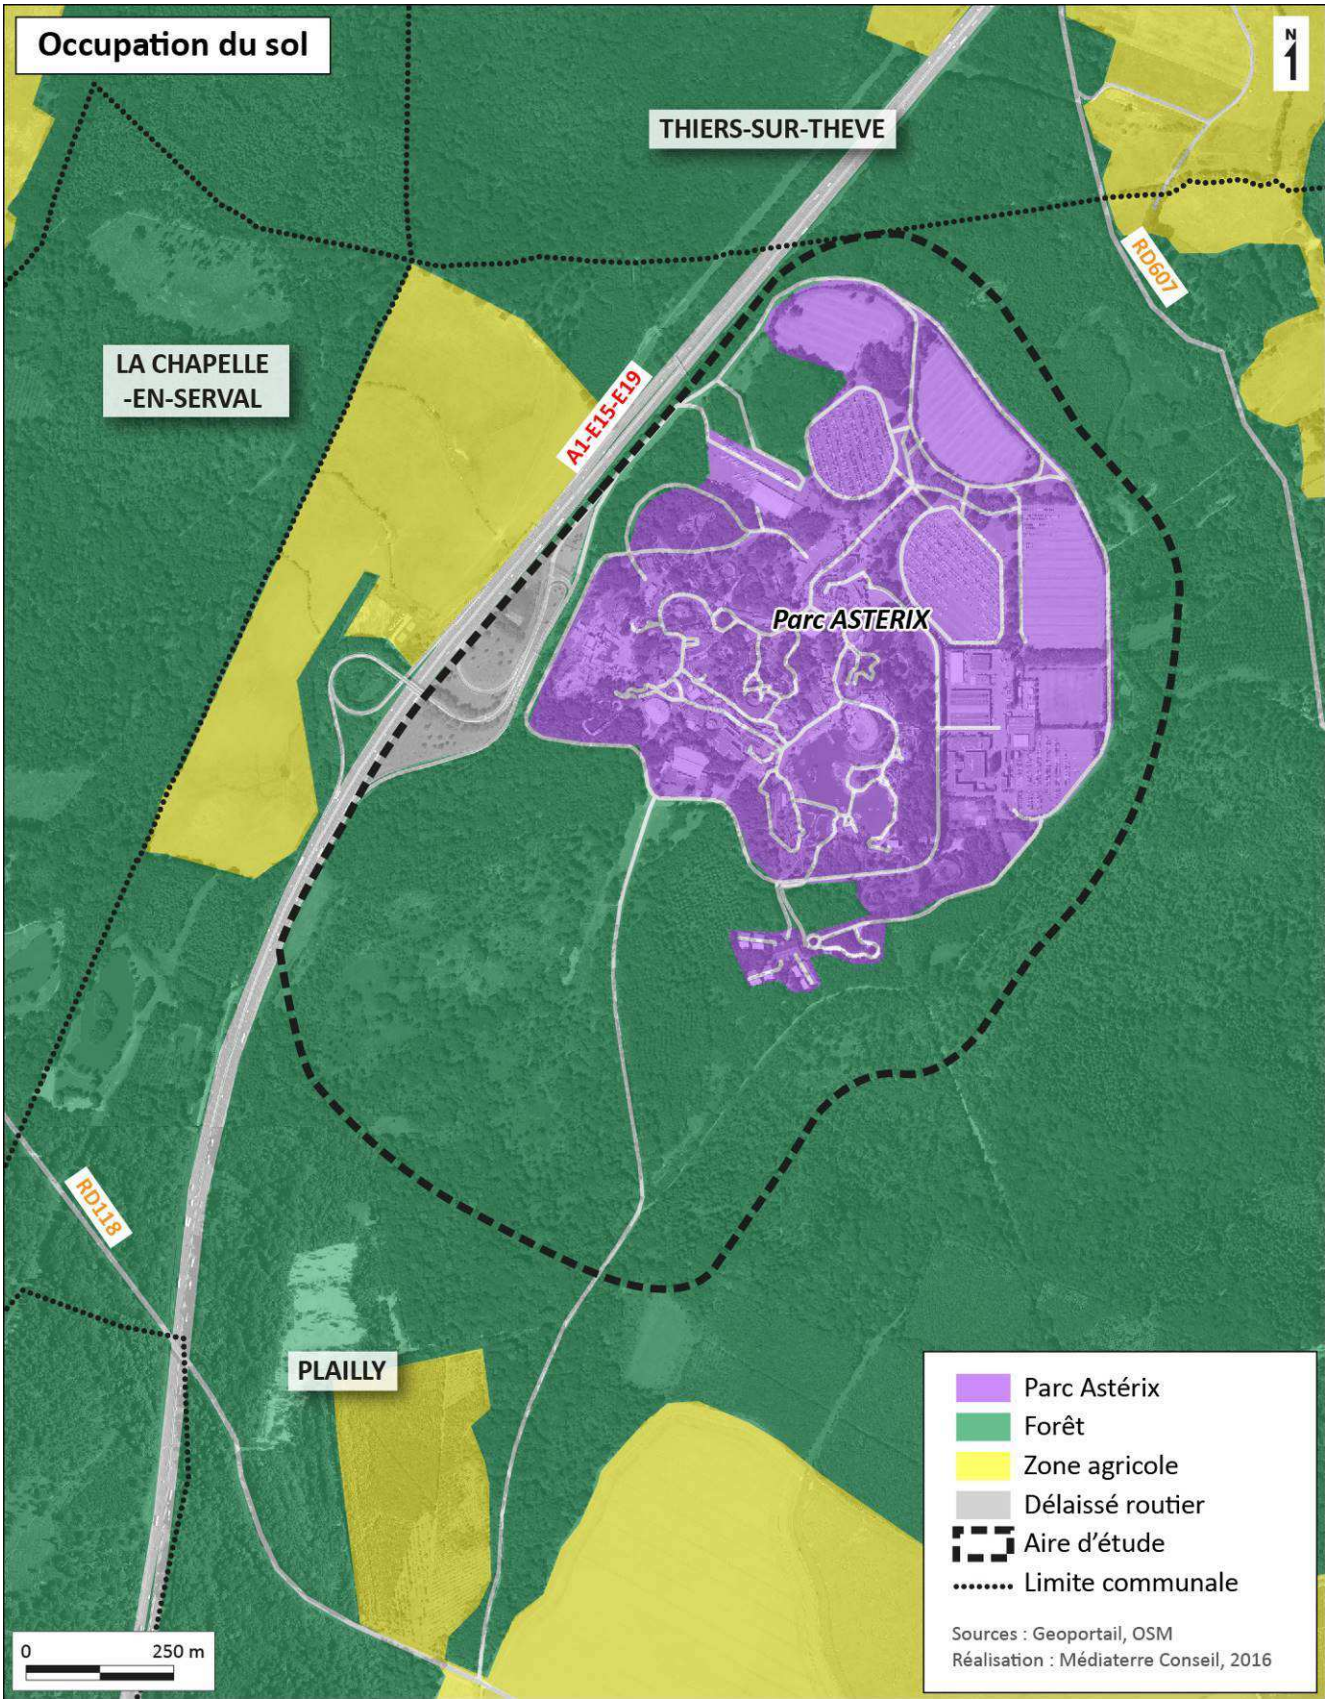 Occupation du sol
N
THIERS-SUR-THEVE
RD607
LA CHAPELLE
-EN-SERVAL
A1-E15-E19
Parc ASTERIX
RD118
PLAILLY
Parc Astérix
Forêt
Zone agricole
Délaissé routier
Aire d'étude
Limite communale
Sources : Geoportail, OSM
Réalisation : Médiaterre Conseil, 2016
0 250 m